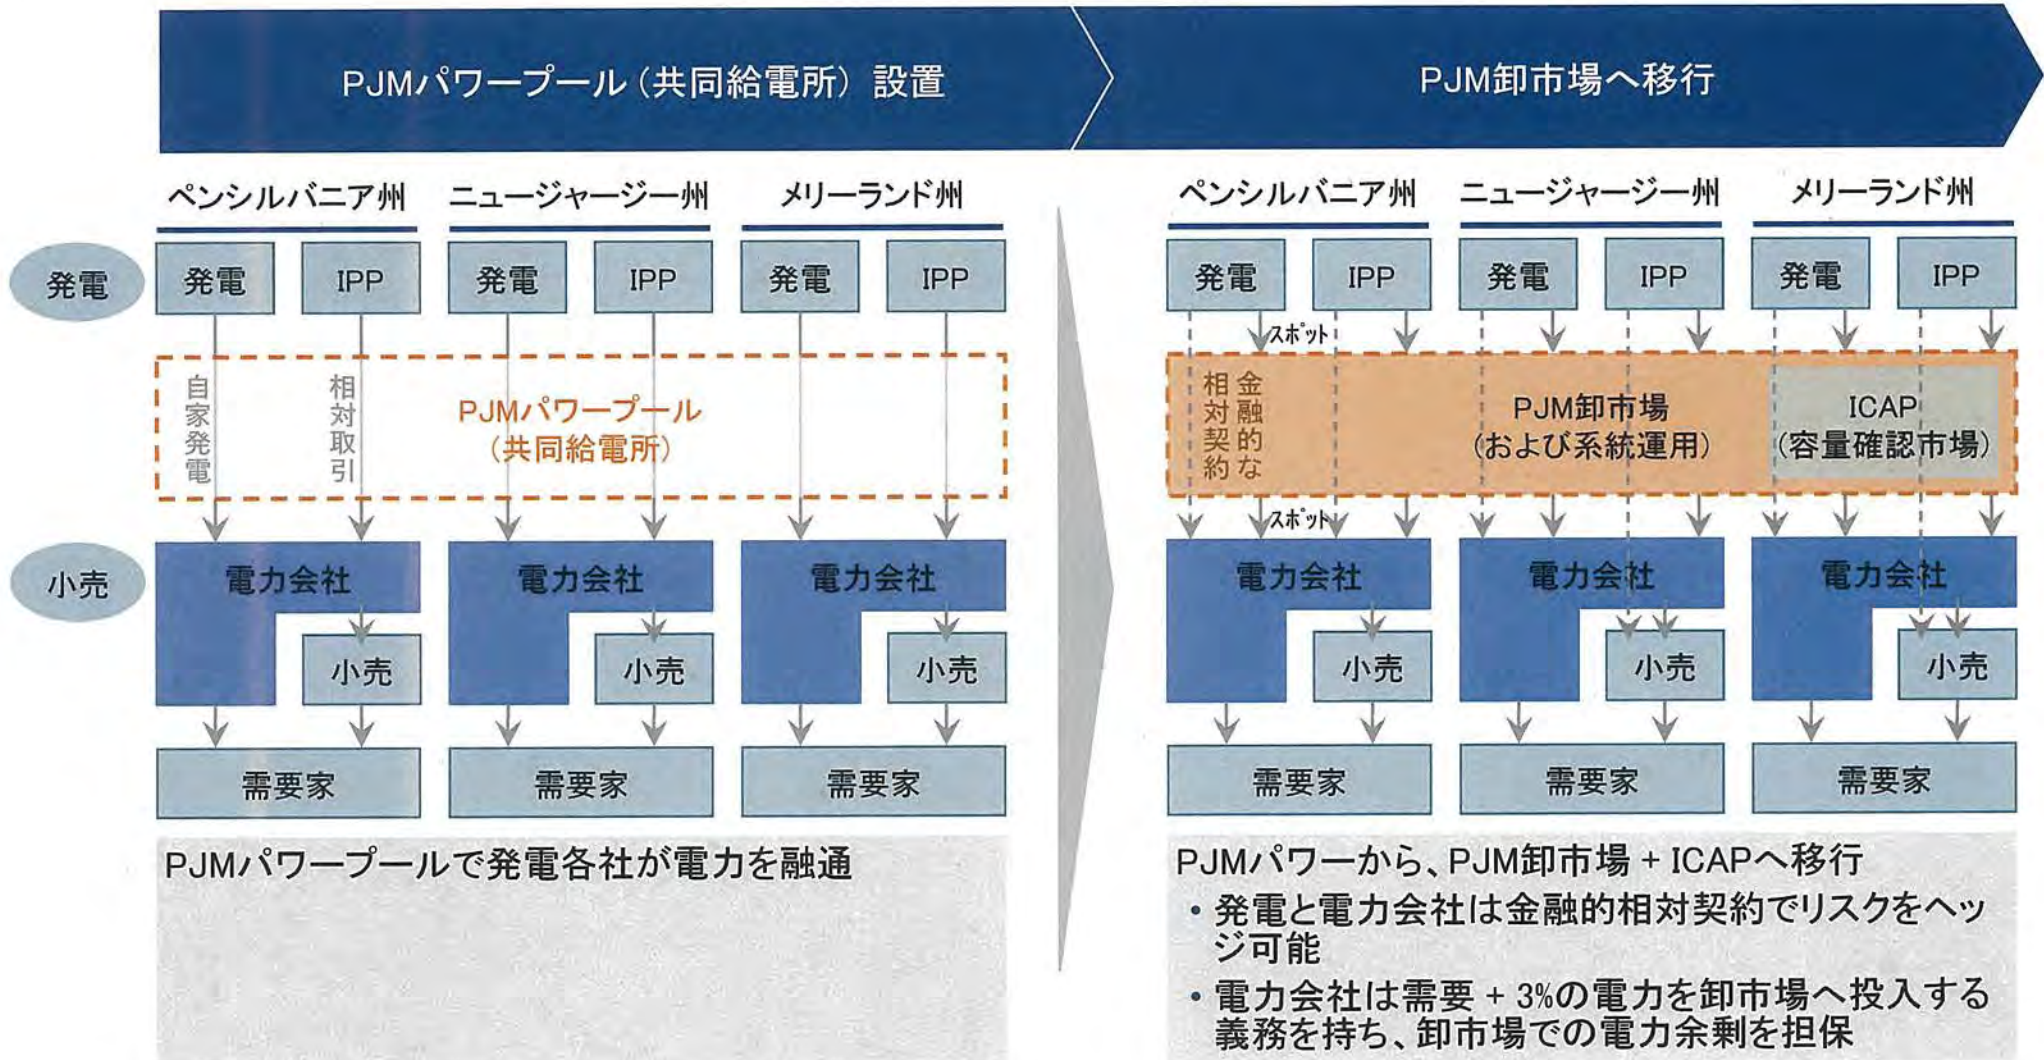 PJMパワープール（共同給電所）設置
PJM卸市場へ移行
ペンシルバニア州
ニュージャージー州
メリーランド州
発電
発電
IPP
発電
IPP
発電
IPP
自家発電
相対取引
PJMパワープール
（共同給電所）
小売
電力会社
電力会社
電力会社
小売
小売
小売
需要家
需要家
需要家
PJMパワープールで発電各社が電力を融通
ペンシルバニア州
ニュージャージー州
メリーランド州
発電
IPP
発電
IPP
発電
IPP
スポット
金融的な
相対契約
PJM卸市場
(および系統運用)
ICAP
(容量確認市場)
スポット
電力会社
電力会社
電力会社
小売
小売
小売
需要家
需要家
需要家
PJMパワーから、PJM卸市場 + ICAPへ移行
・発電と電力会社は金融的相対契約でリスクをヘッ
ジ可能
・電力会社は需要 + 3%の電力を卸市場へ投入する
義務を持ち、卸市場での電力余剰を担保